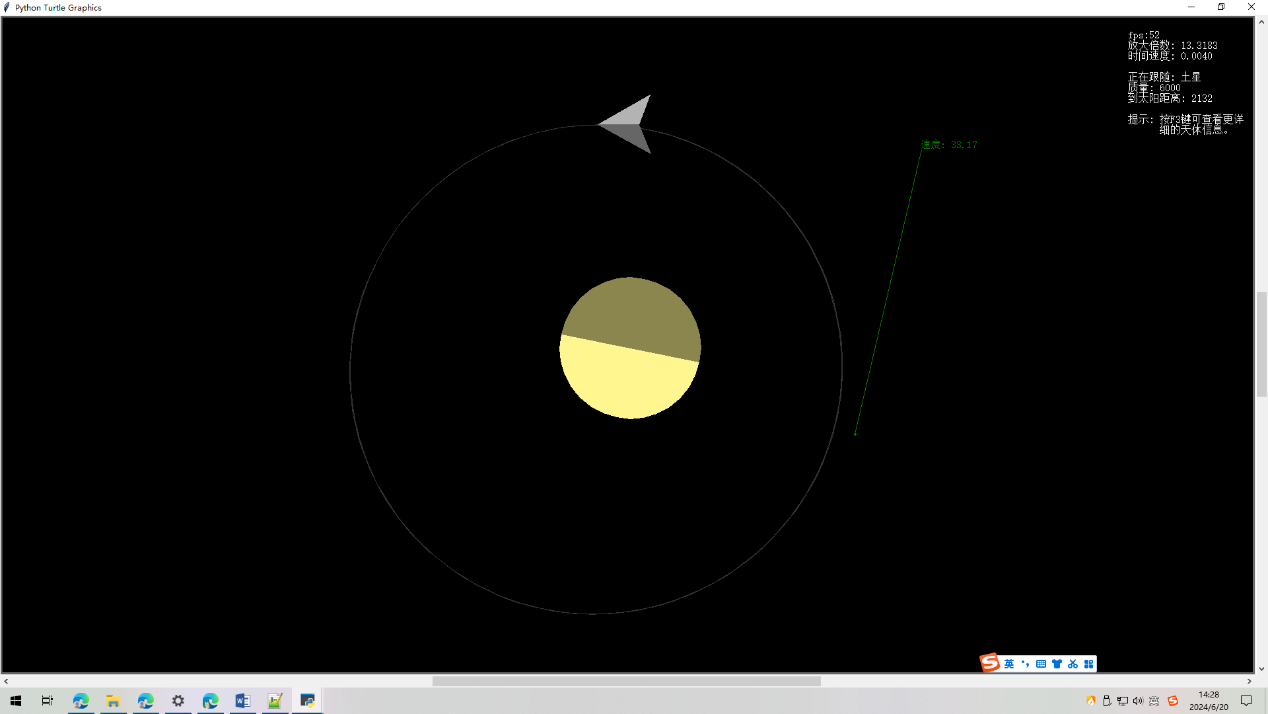 Python Turtle Graphics
fps:52
放大倍数: 13.3183
时间速度: 0.0040
正在跟随: 土星
质量: 6000
到太阳距离: 2132
提示: 按F3键可查看更详
细的天体信息。
速度: 38.17
英
14:28
2024/6/20